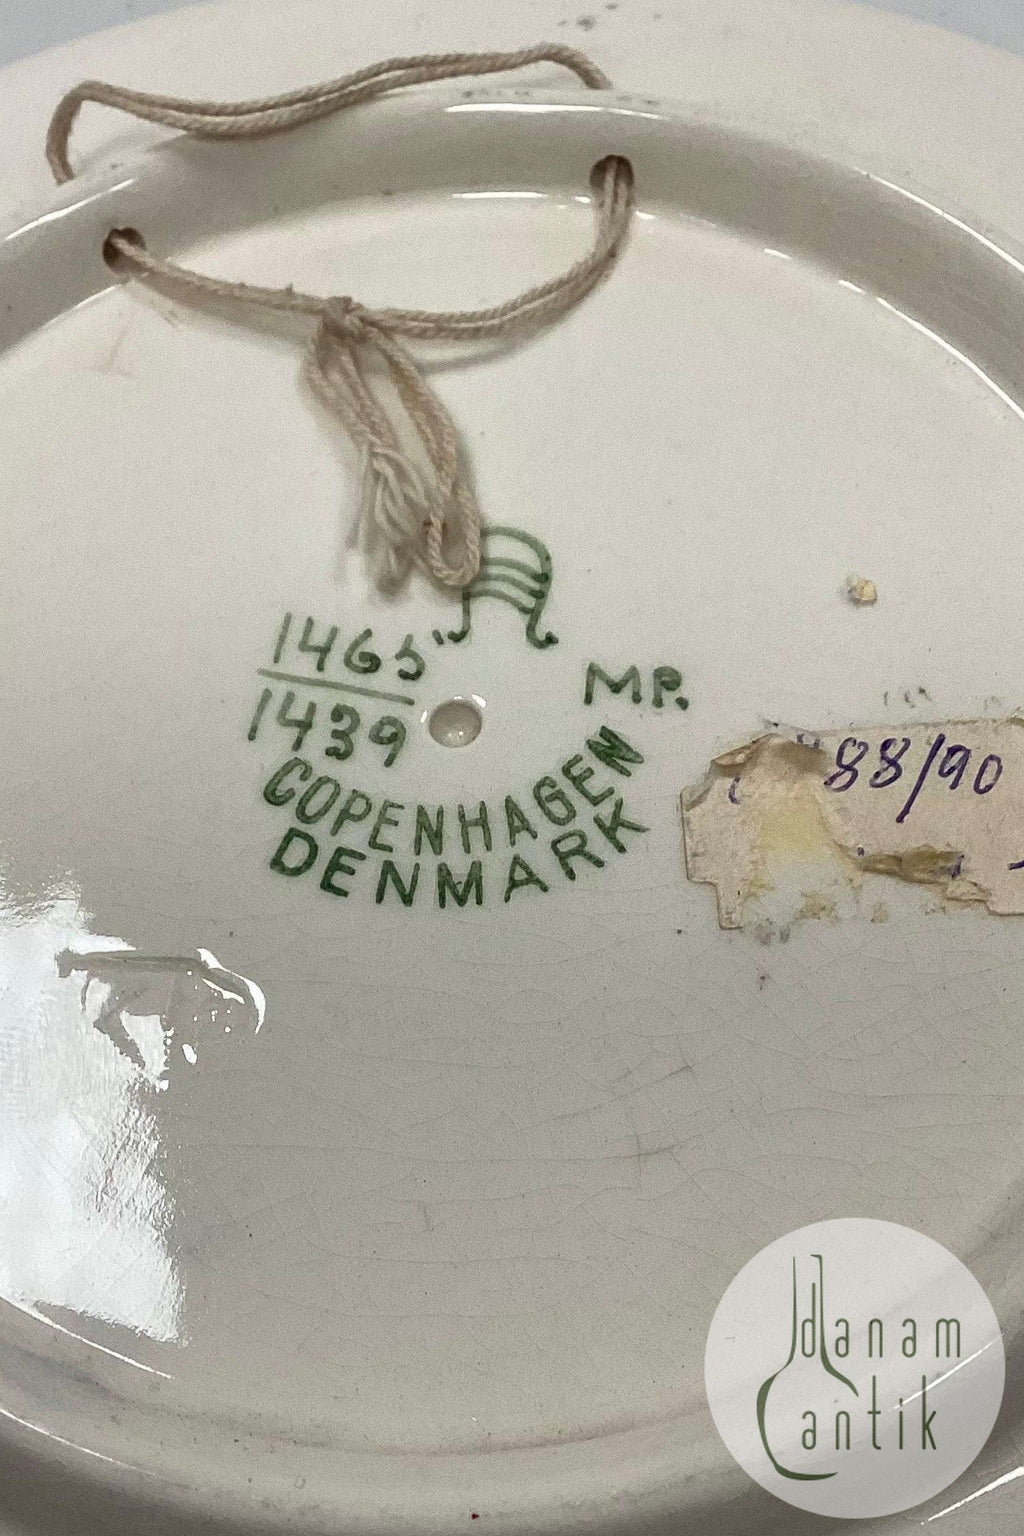 1465
1439
MP.
COPENHAGEN
DENMARK
88/90
danam
antik